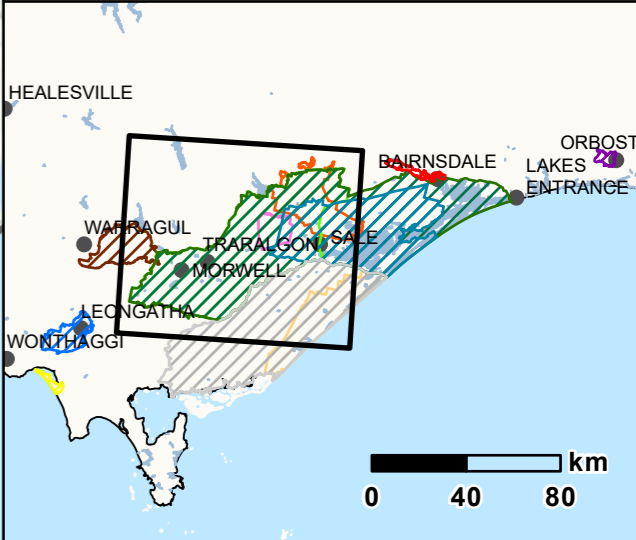 HEALESVILLE
ORBOST
BAIRNSDALE
LAKES
ENTRANCE
WARRAGUL
TRARALGON
SALE
MORWELL
LEONGATHA
WONTHAGGI
km
0 40 80